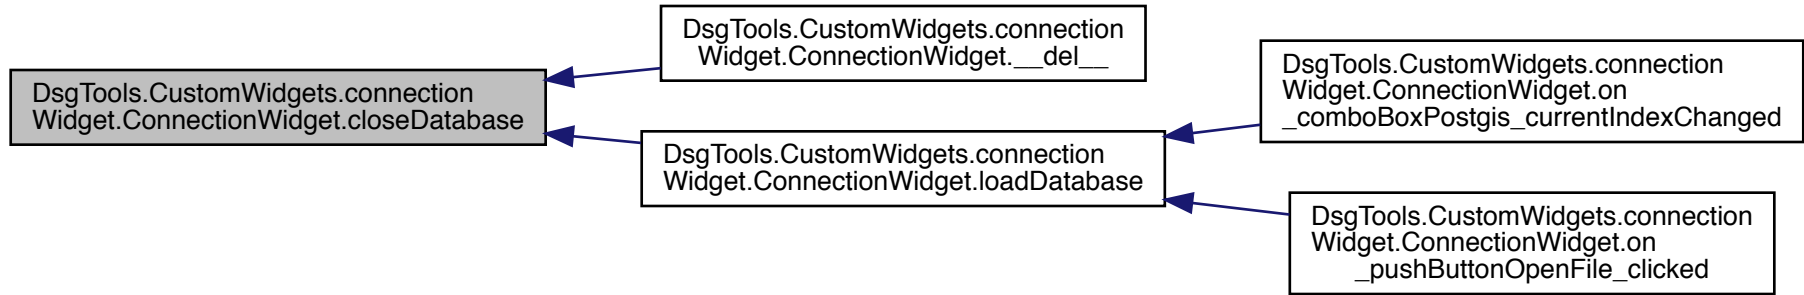 DsgTools.CustomWidgets.connection
Widget.ConnectionWidget.closeDatabase
DsgTools.CustomWidgets.connection
Widget.ConnectionWidget.__del__
DsgTools.CustomWidgets.connection
Widget.ConnectionWidget.loadDatabase
DsgTools.CustomWidgets.connection
Widget.ConnectionWidget.on
_comboBoxPostgis_currentIndexChanged
DsgTools.CustomWidgets.connection
Widget.ConnectionWidget.on
_pushButtonOpenFile_clicked